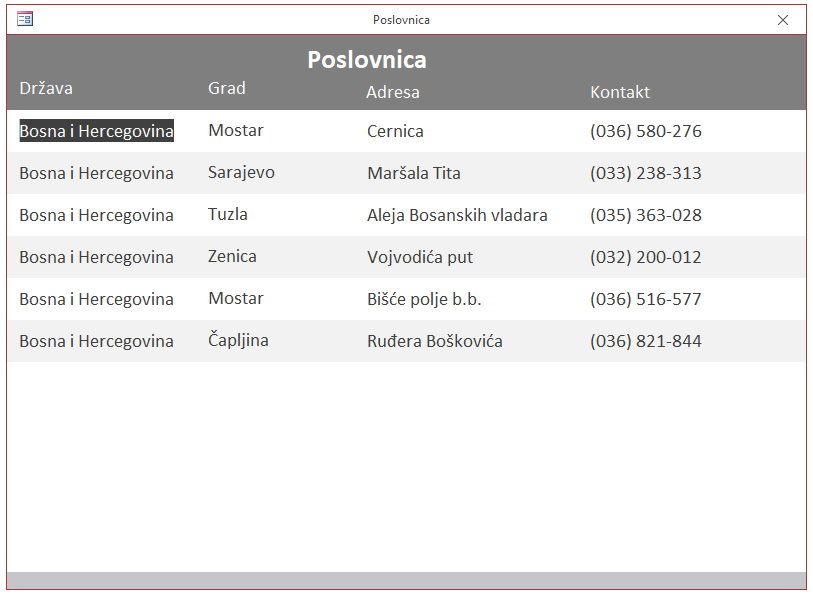 Poslovnica
Poslovnica
Država Grad Adresa Kontakt
Bosna i Hercegovina Mostar Cernica (036) 580-276
Bosna i Hercegovina Sarajevo Maršala Tita (033) 238-313
Bosna i Hercegovina Tuzla Aleja Bosanskih vladara (035) 363-028
Bosna i Hercegovina Zenica Vojvodića put (032) 200-012
Bosna i Hercegovina Mostar Bišće polje b.b. (036) 516-577
Bosna i Hercegovina Čapljina Ruđera Boškovića (036) 821-844